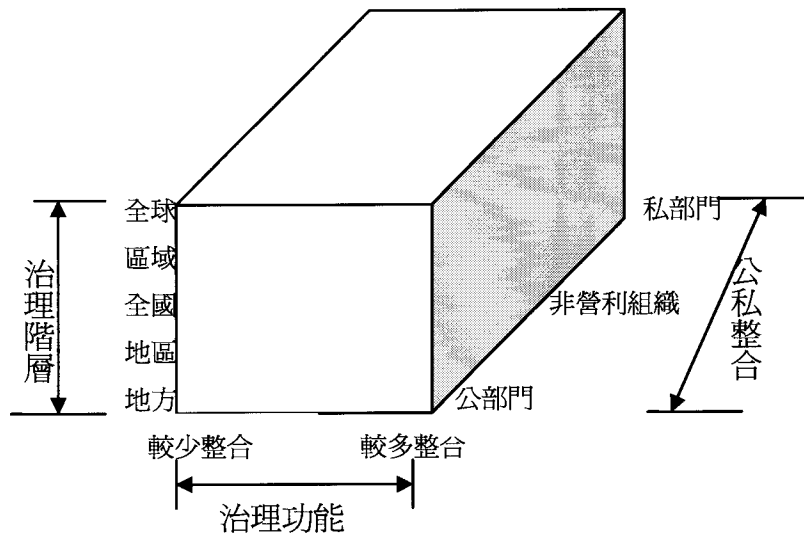 全球
私部門
區域
治理階層
全國
非營利組織
公私整合
地區
地方
公部門
較少整合
較多整合
治理功能